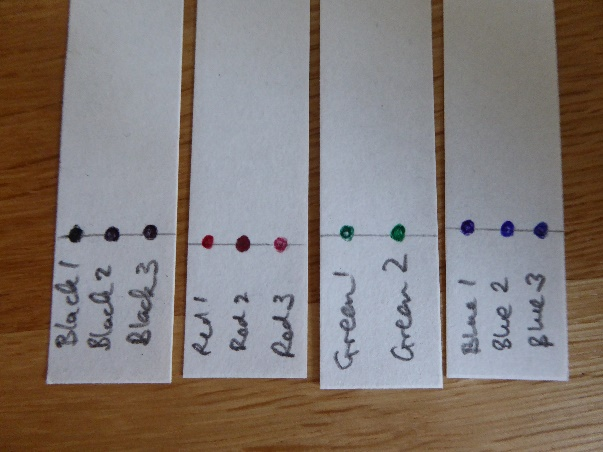 Black 1
Black 2
Black 3
Red 1
Red 2
Red 3
Green 1
Green 2
Blue 1
Blue 2
Blue 3